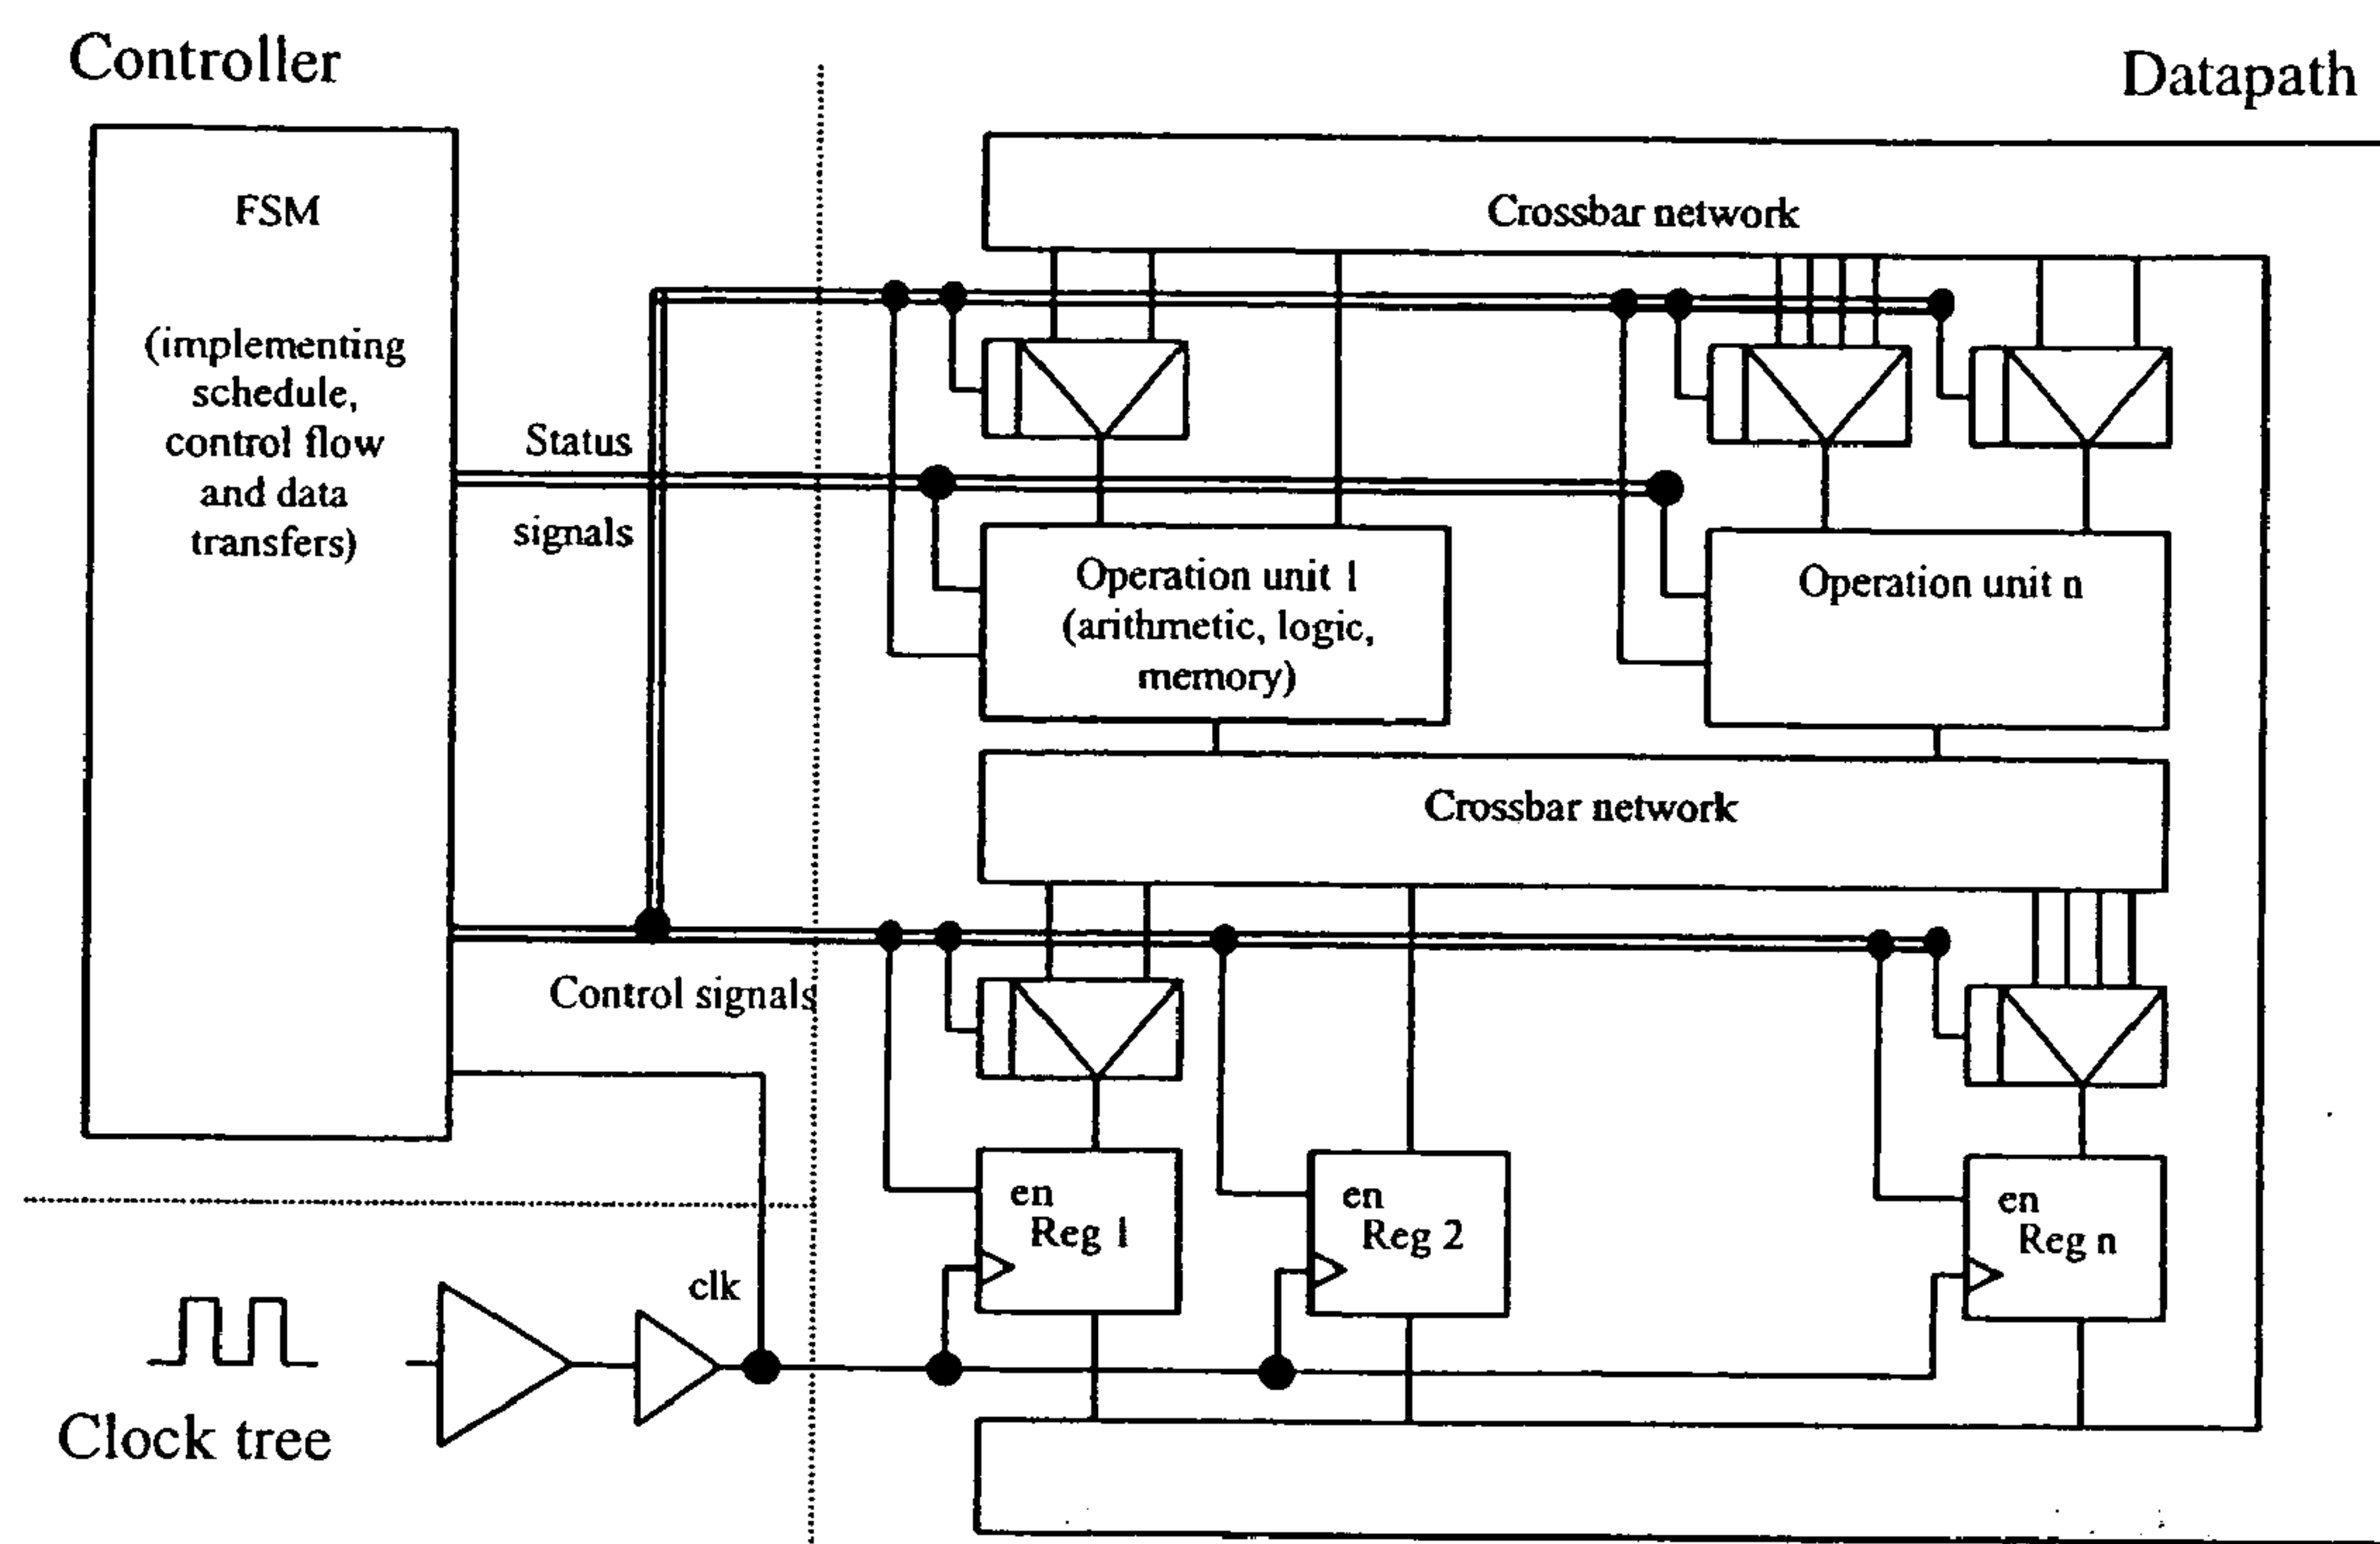 Controller
Datapath
FSM
(implementing
schedule,
control flow
and data
transfers)
Status
signals
Control signals
Crossbar network
Operation unit 1
(arithmetic, logic,
memory)
Operation unit n
Crossbar network
en
Reg 1
en
Reg 2
en
Reg n
clk
Clock tree